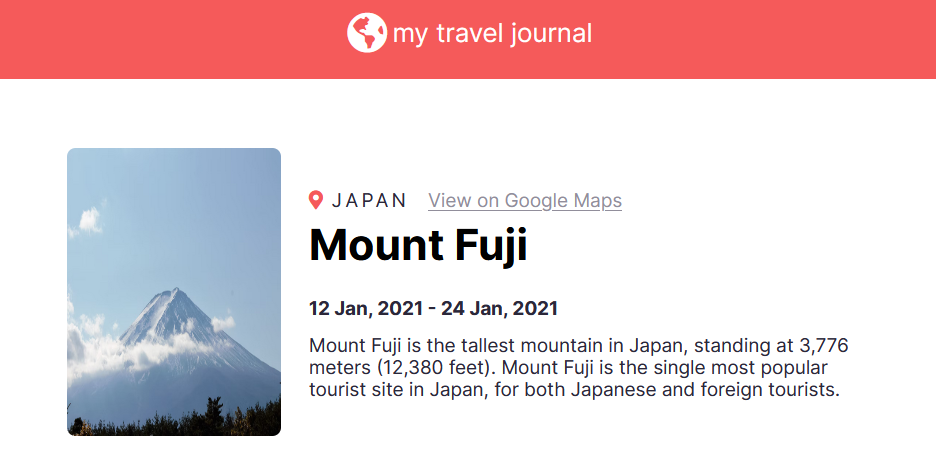 my travel journal
JAPAN View on Google Maps
Mount Fuji
12 Jan, 2021 - 24 Jan, 2021
Mount Fuji is the tallest mountain in Japan, standing at 3,776
meters (12,380 feet). Mount Fuji is the single most popular
tourist site in Japan, for both Japanese and foreign tourists.